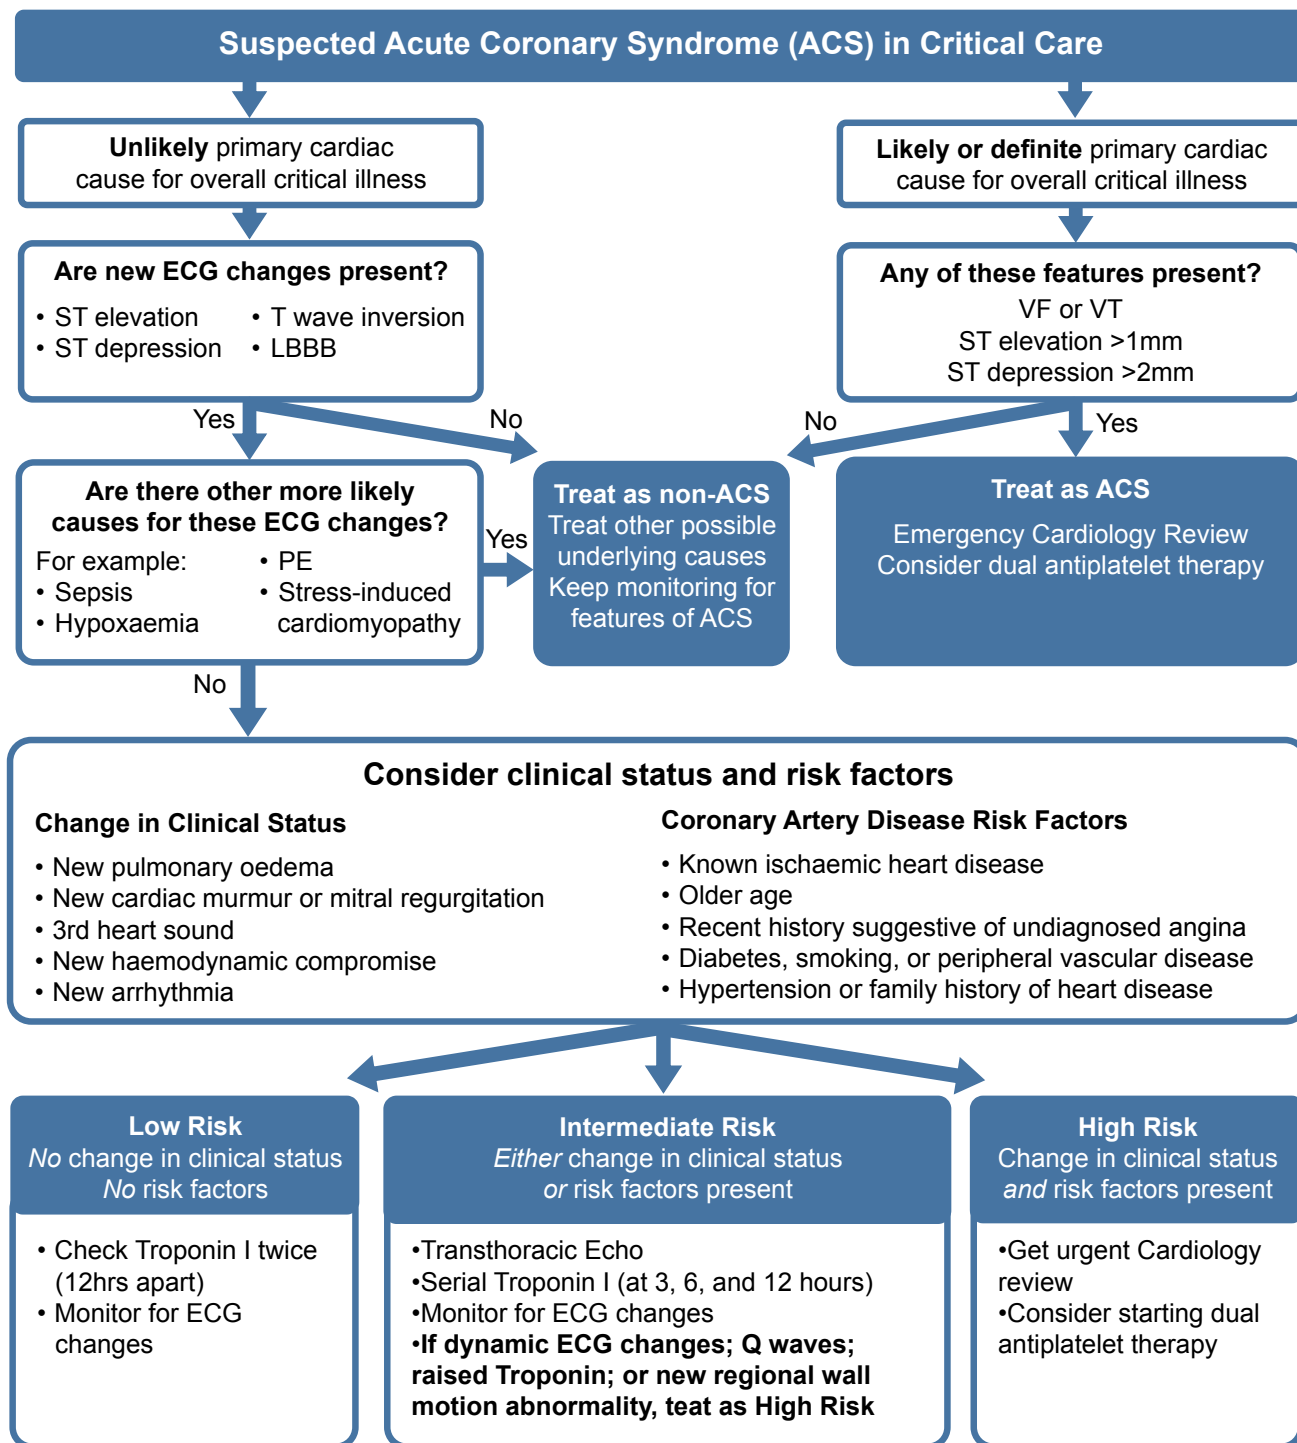 Suspected Acute Coronary Syndrome (ACS) in Critical Care
Unlikely primary cardiac
cause for overall critical illness
Likely or definite primary cardiac
cause for overall critical illness
Are new ECG changes present?
• ST elevation
• ST depression
• T wave inversion
• LBBB
Any of these features present?
VF or VT
ST elevation >1mm
ST depression >2mm
Yes
No
No
Yes
Are there other more likely
causes for these ECG changes?
For example:
• Sepsis
• Hypoxaemia
• PE
• Stress-induced
cardiomyopathy
Yes
Treat as non-ACS
Treat other possible
underlying causes
Keep monitoring for
features of ACS
Treat as ACS
Emergency Cardiology Review
Consider dual antiplatelet therapy
No
Consider clinical status and risk factors
Change in Clinical Status
• New pulmonary oedema
• New cardiac murmur or mitral regurgitation
• 3rd heart sound
• New haemodynamic compromise
• New arrhythmia
Coronary Artery Disease Risk Factors
• Known ischaemic heart disease
• Older age
• Recent history suggestive of undiagnosed angina
• Diabetes, smoking, or peripheral vascular disease
• Hypertension or family history of heart disease
Low Risk
No change in clinical status
No risk factors
• Check Troponin I twice
(12hrs apart)
• Monitor for ECG
changes
Intermediate Risk
Either change in clinical status
or risk factors present
•Transthoracic Echo
•Serial Troponin I (at 3, 6, and 12 hours)
•Monitor for ECG changes
•If dynamic ECG changes; Q waves;
raised Troponin; or new regional wall
motion abnormality, teat as High Risk
High Risk
Change in clinical status
and risk factors present
•Get urgent Cardiology
review
•Consider starting dual
antiplatelet therapy